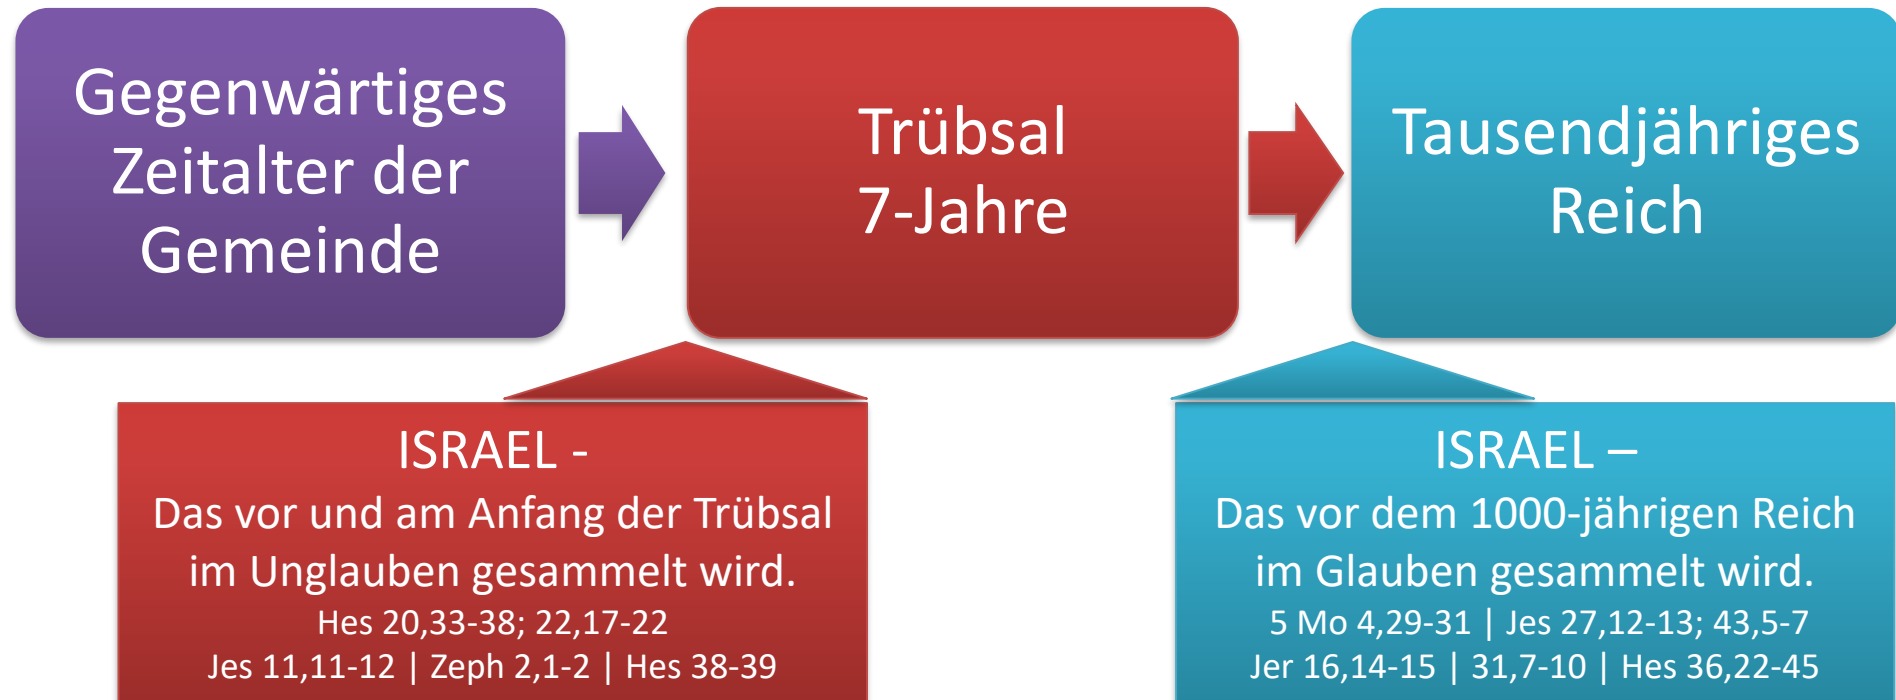 Gegenwärtiges
Zeitalter der
Gemeinde
Trübsal
7-Jahre
Tausendjähriges
Reich
ISRAEL -
Das vor und am Anfang der Trübsal
im Unglauben gesammelt wird.
Hes 20,33-38; 22,17-22
Jes 11,11-12 | Zeph 2,1-2 | Hes 38-39
ISRAEL –
Das vor dem 1000-jährigen Reich
im Glauben gesammelt wird.
5 Mo 4,29-31 | Jes 27,12-13; 43,5-7
Jer 16,14-15 | 31,7-10 | Hes 36,22-45